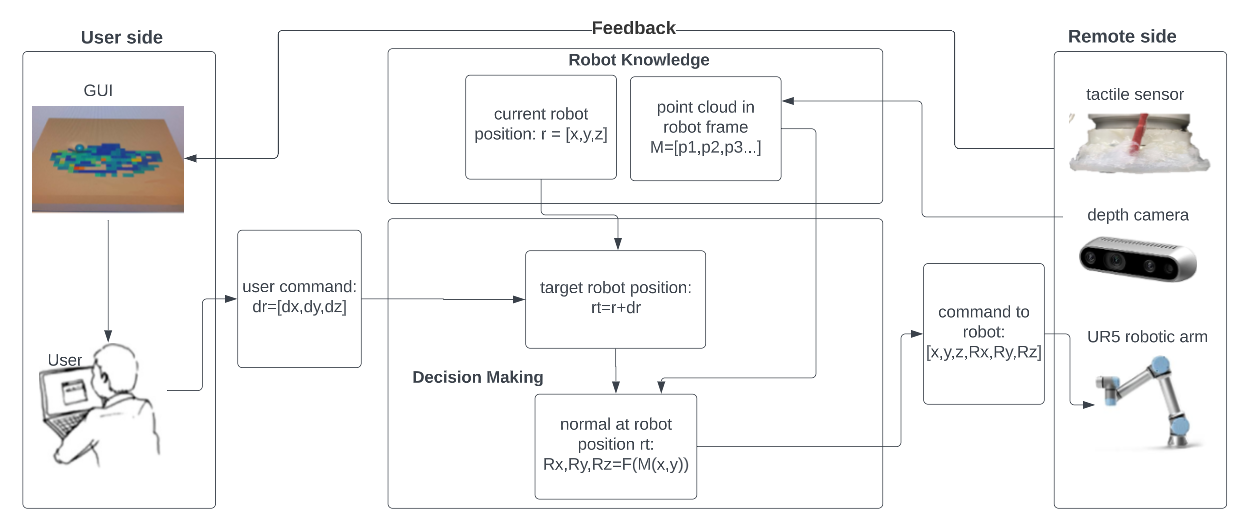 Feedback
User side
Remote side
GUI
Robot Knowledge
current robot
position: r = [x,y,z]
point cloud in
robot frame
M=[p1,p2,p3...]
tactile sensor
depth camera
user command:
dr=[dx,dy,dz]
target robot position:
rt=r+dr
command to
robot:
[x,y,z,Rx,Ry,Rz]
UR5 robotic arm
User
Decision Making
normal at robot
position rt:
Rx,Ry,Rz=F(M(x,y))